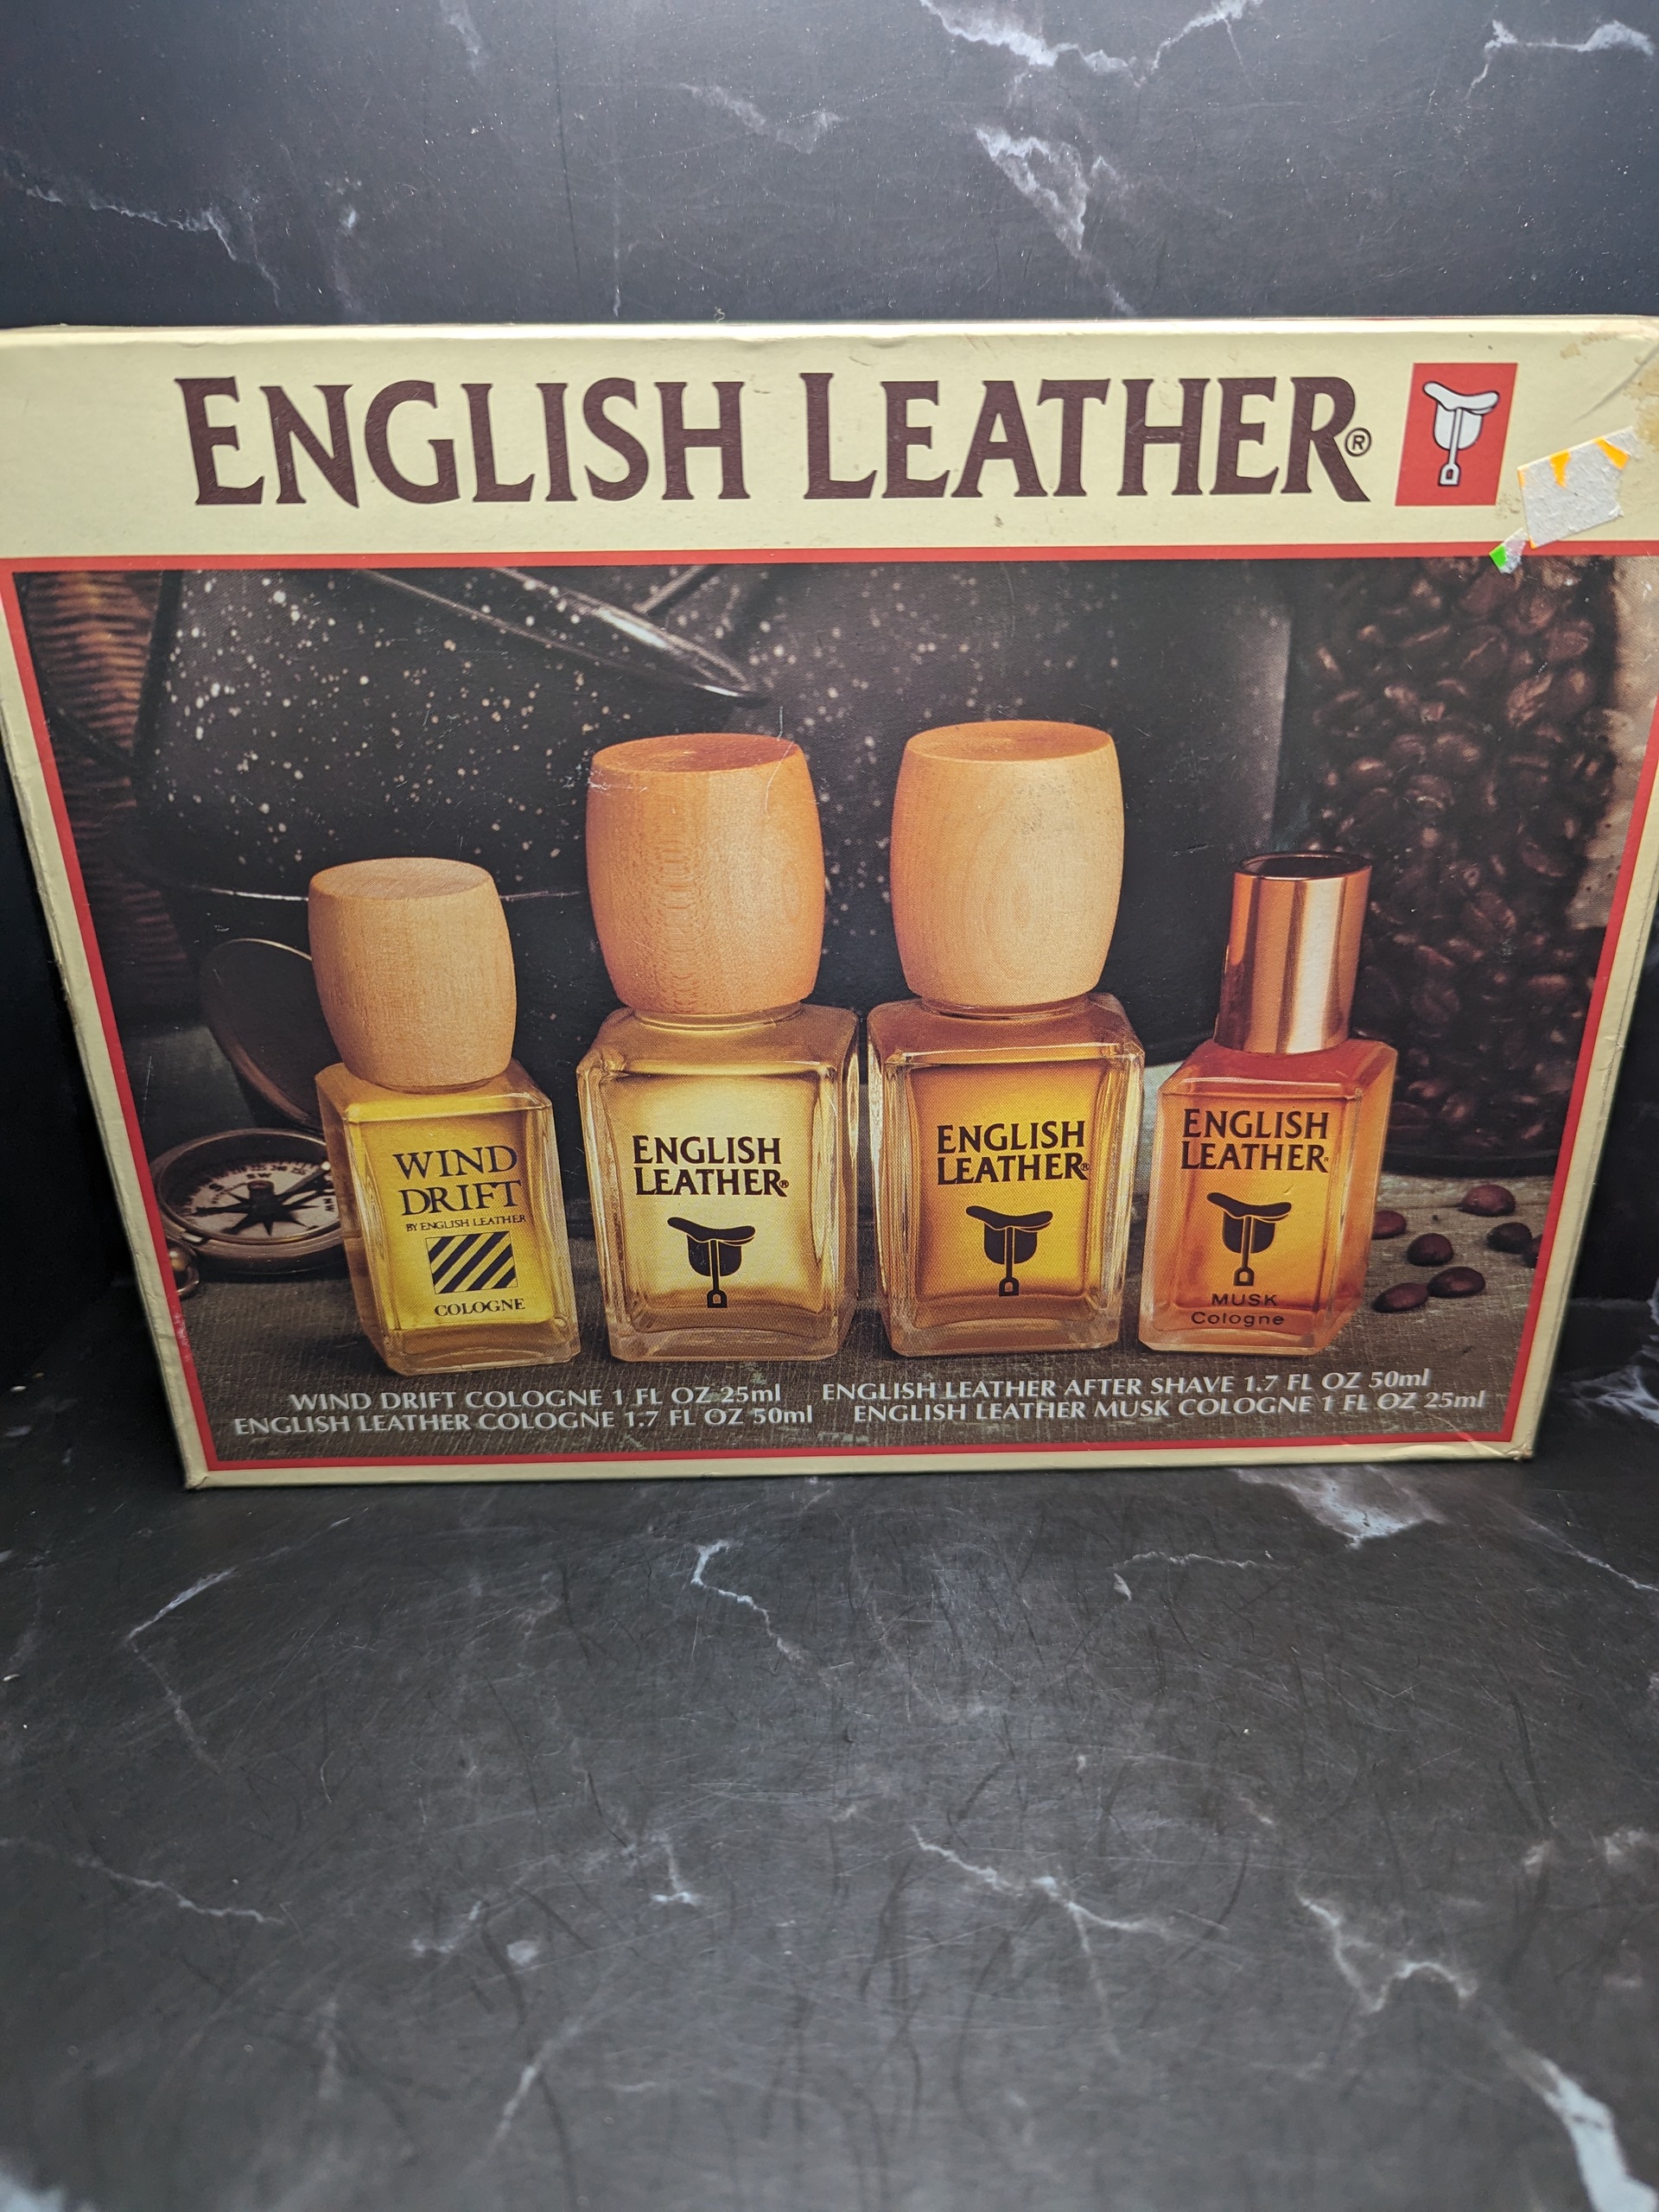 ENGLISH LEATHER®
WIND
DRIFT
BY ENGLISH LEATHER
COLOGNE
ENGLISH
LEATHER®
ENGLISH
LEATHER®
ENGLISH
LEATHER®
MUSK
Cologne
WIND DRIFT COLOGNE 1 FL OZ 25ml
ENGLISH LEATHER COLOGNE 1.7 FL OZ 50ml
ENGLISH LEATHER AFTER SHAVE 1.7 FL OZ 50ml
ENGLISH LEATHER MUSK COLOGNE 1 FL OZ 25ml